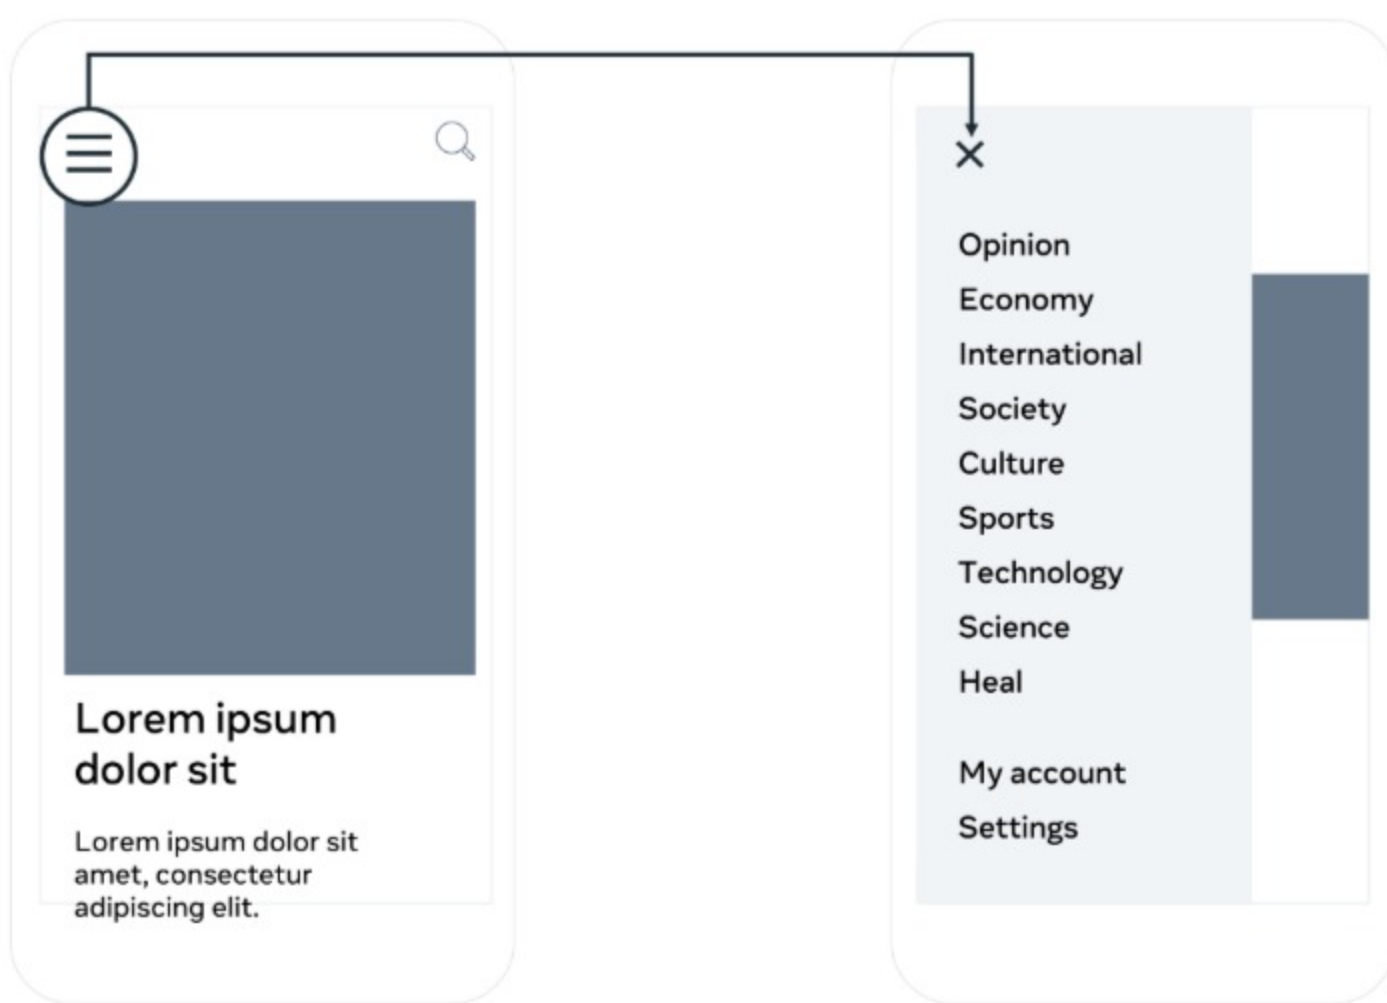 Lorem ipsum
dolor sit
Lorem ipsum dolor sit
amet, consectetur
adipiscing elit.
Opinion
Economy
International
Society
Culture
Sports
Technology
Science
Heal
My account
Settings